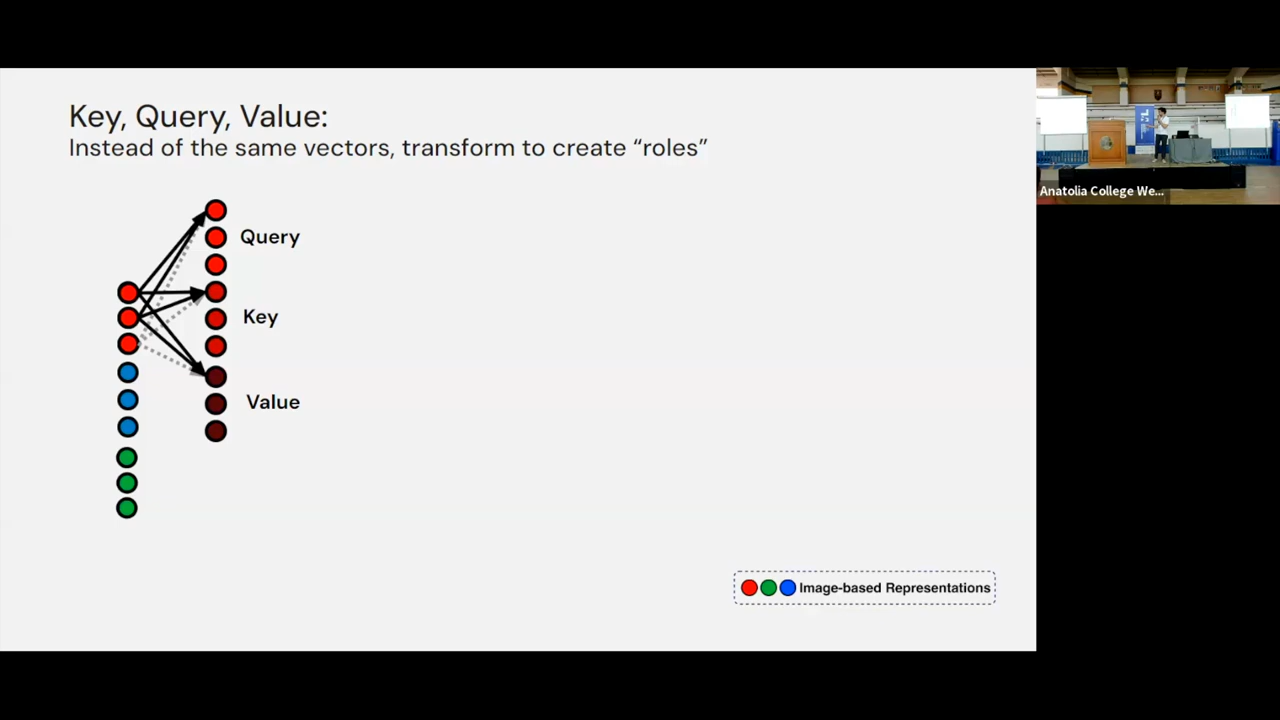 Key, Query, Value:
Instead of the same vectors, transform to create “roles”
Query
Key
Value
Image-based Representations
Anatolia College We...